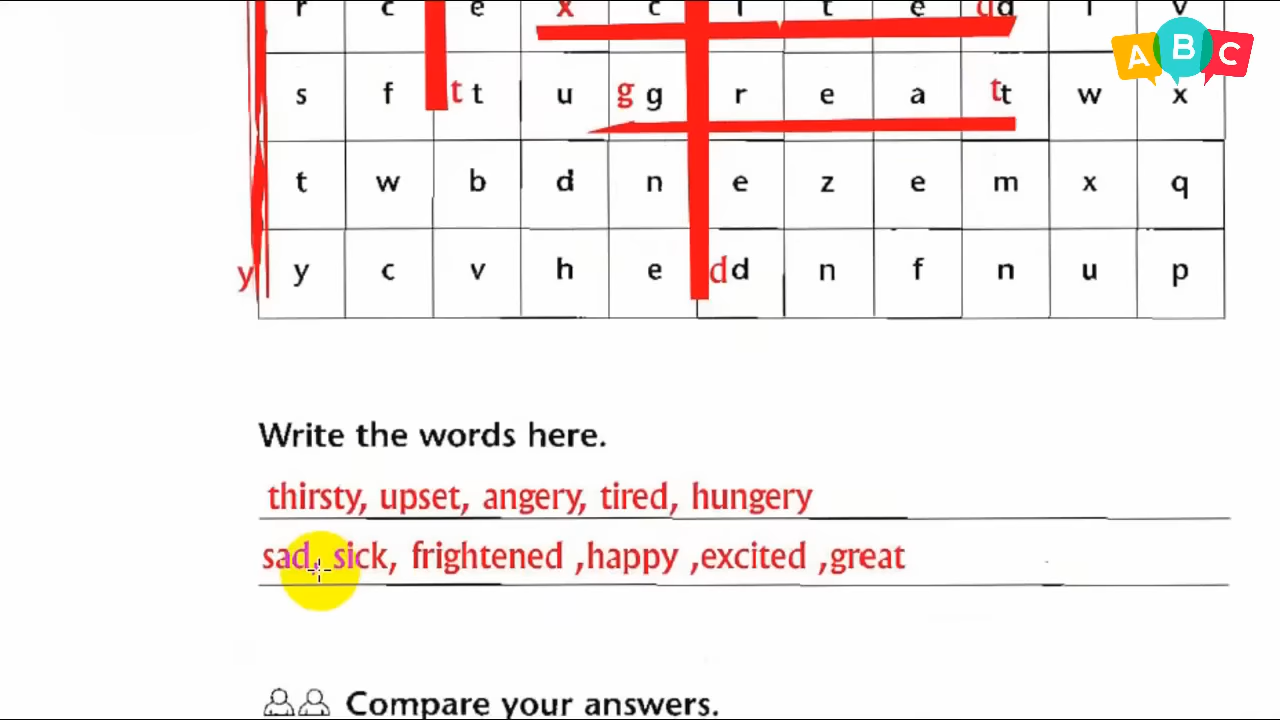 r c e x c i t e d d l v
s f t t u g g r e a t t w x
t w b d n e z e m x q
y y c v h e d d n f n u p
Write the words here.
thirsty, upset, angery, tired, hungery
sad, sick, frightened ,happy ,excited ,great
Compare your answers.
A B C